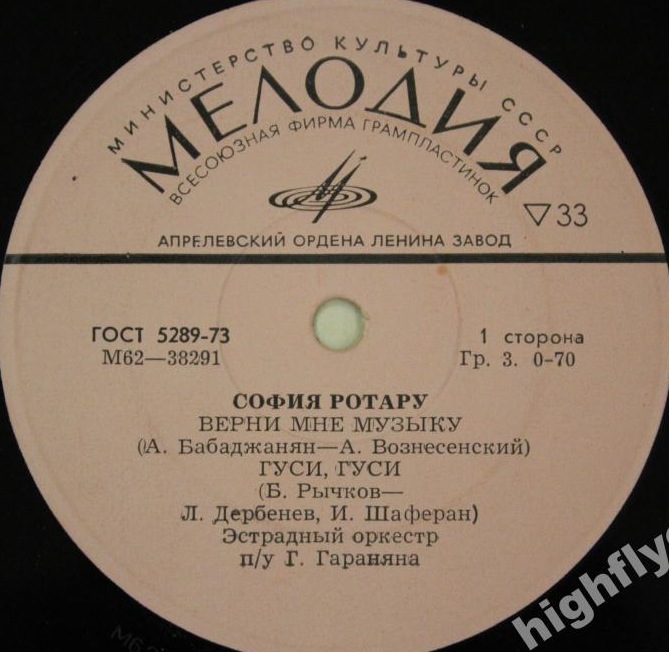 МИНИСТЕРСТВО КУЛЬТУРЫ СССР
МЕЛОДИЯ
ВСЕСОЮЗНАЯ ФИРМА ГРАМПЛАСТИНОК
33
АПРЕЛЕВСКИЙ ОРДЕНА ЛЕНИНА ЗАВОД
ГОСТ 5289-73
1 сторона
М62—38291
Гр. 3. 0-70
СОФИЯ РОТАРУ
ВЕРНИ МНЕ МУЗЫКУ
(А. Бабаджанян—А. Вознесенский)
ГУСИ, ГУСИ
(Б. Рычков—
Л. Дербенев, И. Шаферан)
Эстрадный оркестр
п/у Г. Гараняна
highflye